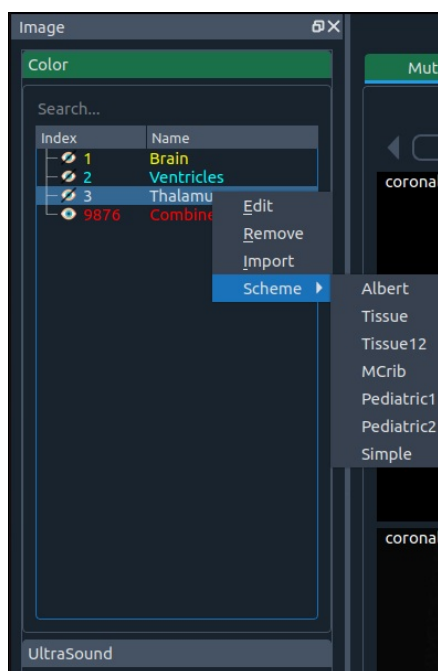 Image
Color
Mut
Search...
Index Name
1 Brain
2 Ventricles
3 Thalamu
9876 Combine
Edit
Remove
Import
Scheme
Albert
Tissue
Tissue12
MCrib
Pediatric1
Pediatric2
Simple
corona
corona
UltraSound